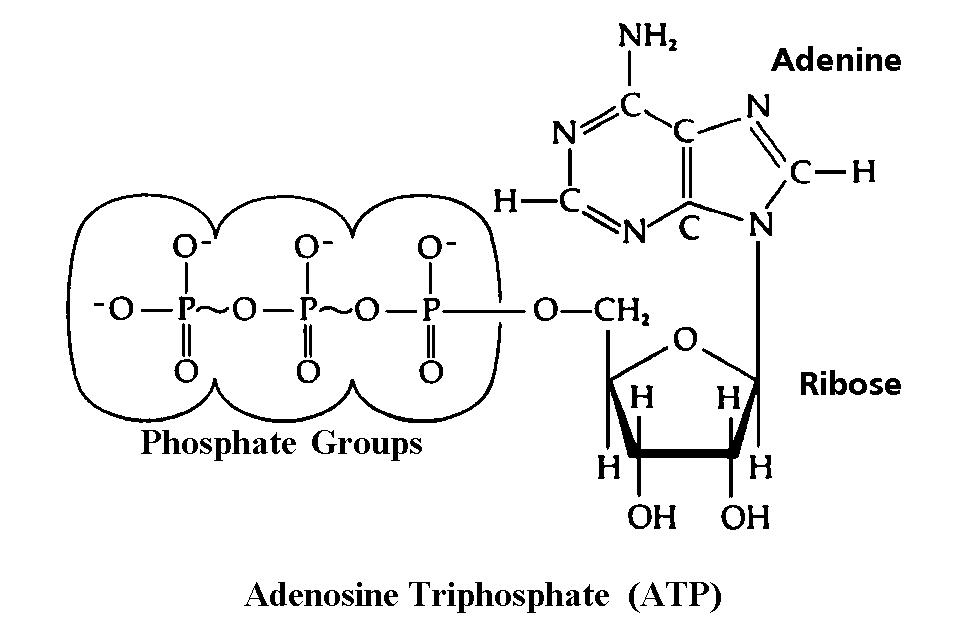 NH₂
Adenine
C
N
N
C
C
H
H
C
N
C
N
O⁻
O⁻
O⁻
⁻O
P
O
P
O
P
O
CH₂
O
O
O
O
Ribose
H
H
Phosphate Groups
H
H
OH
OH
Adenosine Triphosphate (ATP)